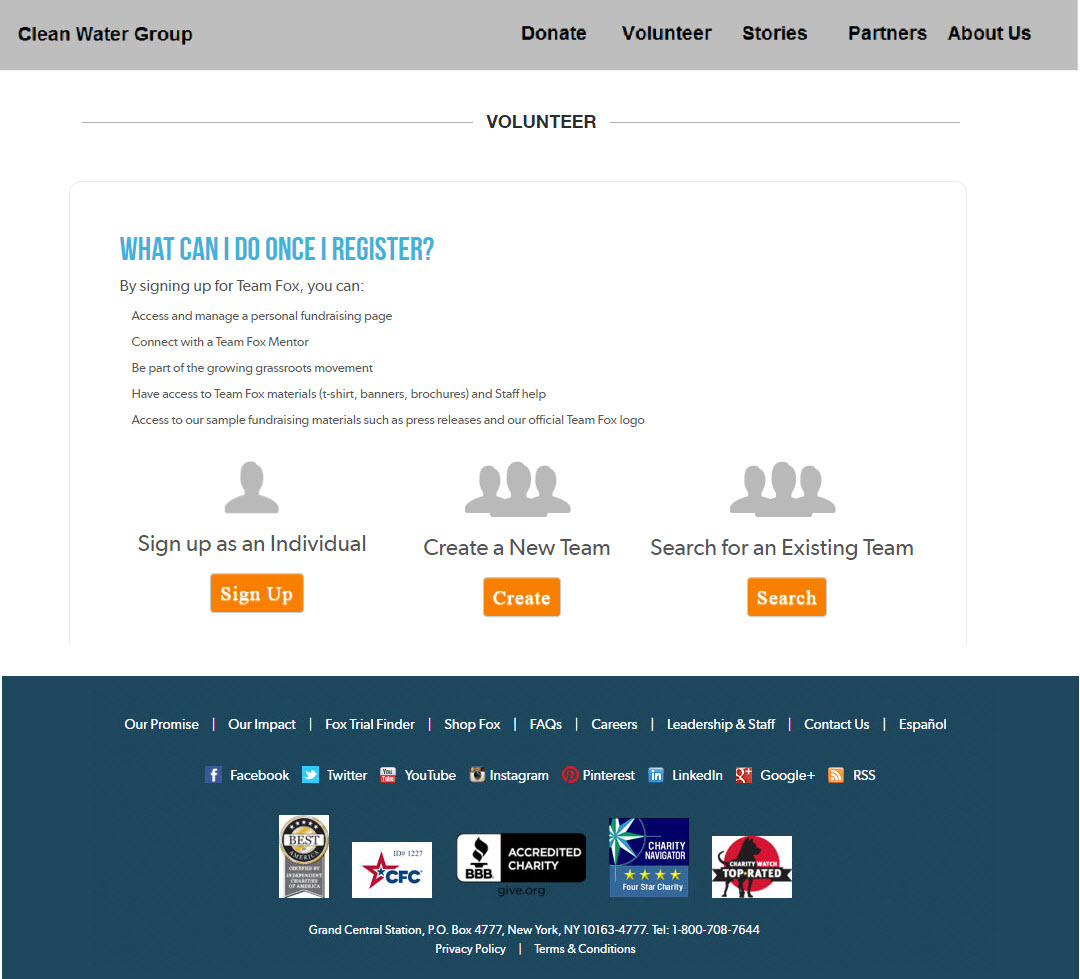 Clean Water Group Donate Volunteer Stories Partners About Us
VOLUNTEER
WHAT CAN I DO ONCE I REGISTER?
By signing up for Team Fox, you can:
Access and manage a personal fundraising page
Connect with a Team Fox Mentor
Be part of the growing grassroots movement
Have access to Team Fox materials (t-shirt, banners, brochures) and Staff help
Access to our sample fundraising materials such as press releases and our official Team Fox logo
Sign up as an Individual
Create a New Team
Search for an Existing Team
Sign Up
Create
Search
Our Promise | Our Impact | Fox Trial Finder | Shop Fox | FAQs | Careers | Leadership & Staff | Contact Us | Español
f Facebook Twitter You Tube YouTube Instagram Pinterest in LinkedIn g+ Google+ RSS
BEST
AMERICA
CERTIFIED BY
INDEPENDENT
CHARITIES
OF AMERICA
ID# 1227
CFC
BBB.
ACCREDITED
CHARITY
give.org
CHARITY
NAVIGATOR
Four Star Charity
CHARITY WATCH
TOP-RATED
Grand Central Station, P.O. Box 4777, New York, NY 10163-4777. Tel: 1-800-708-7644
Privacy Policy | Terms & Conditions